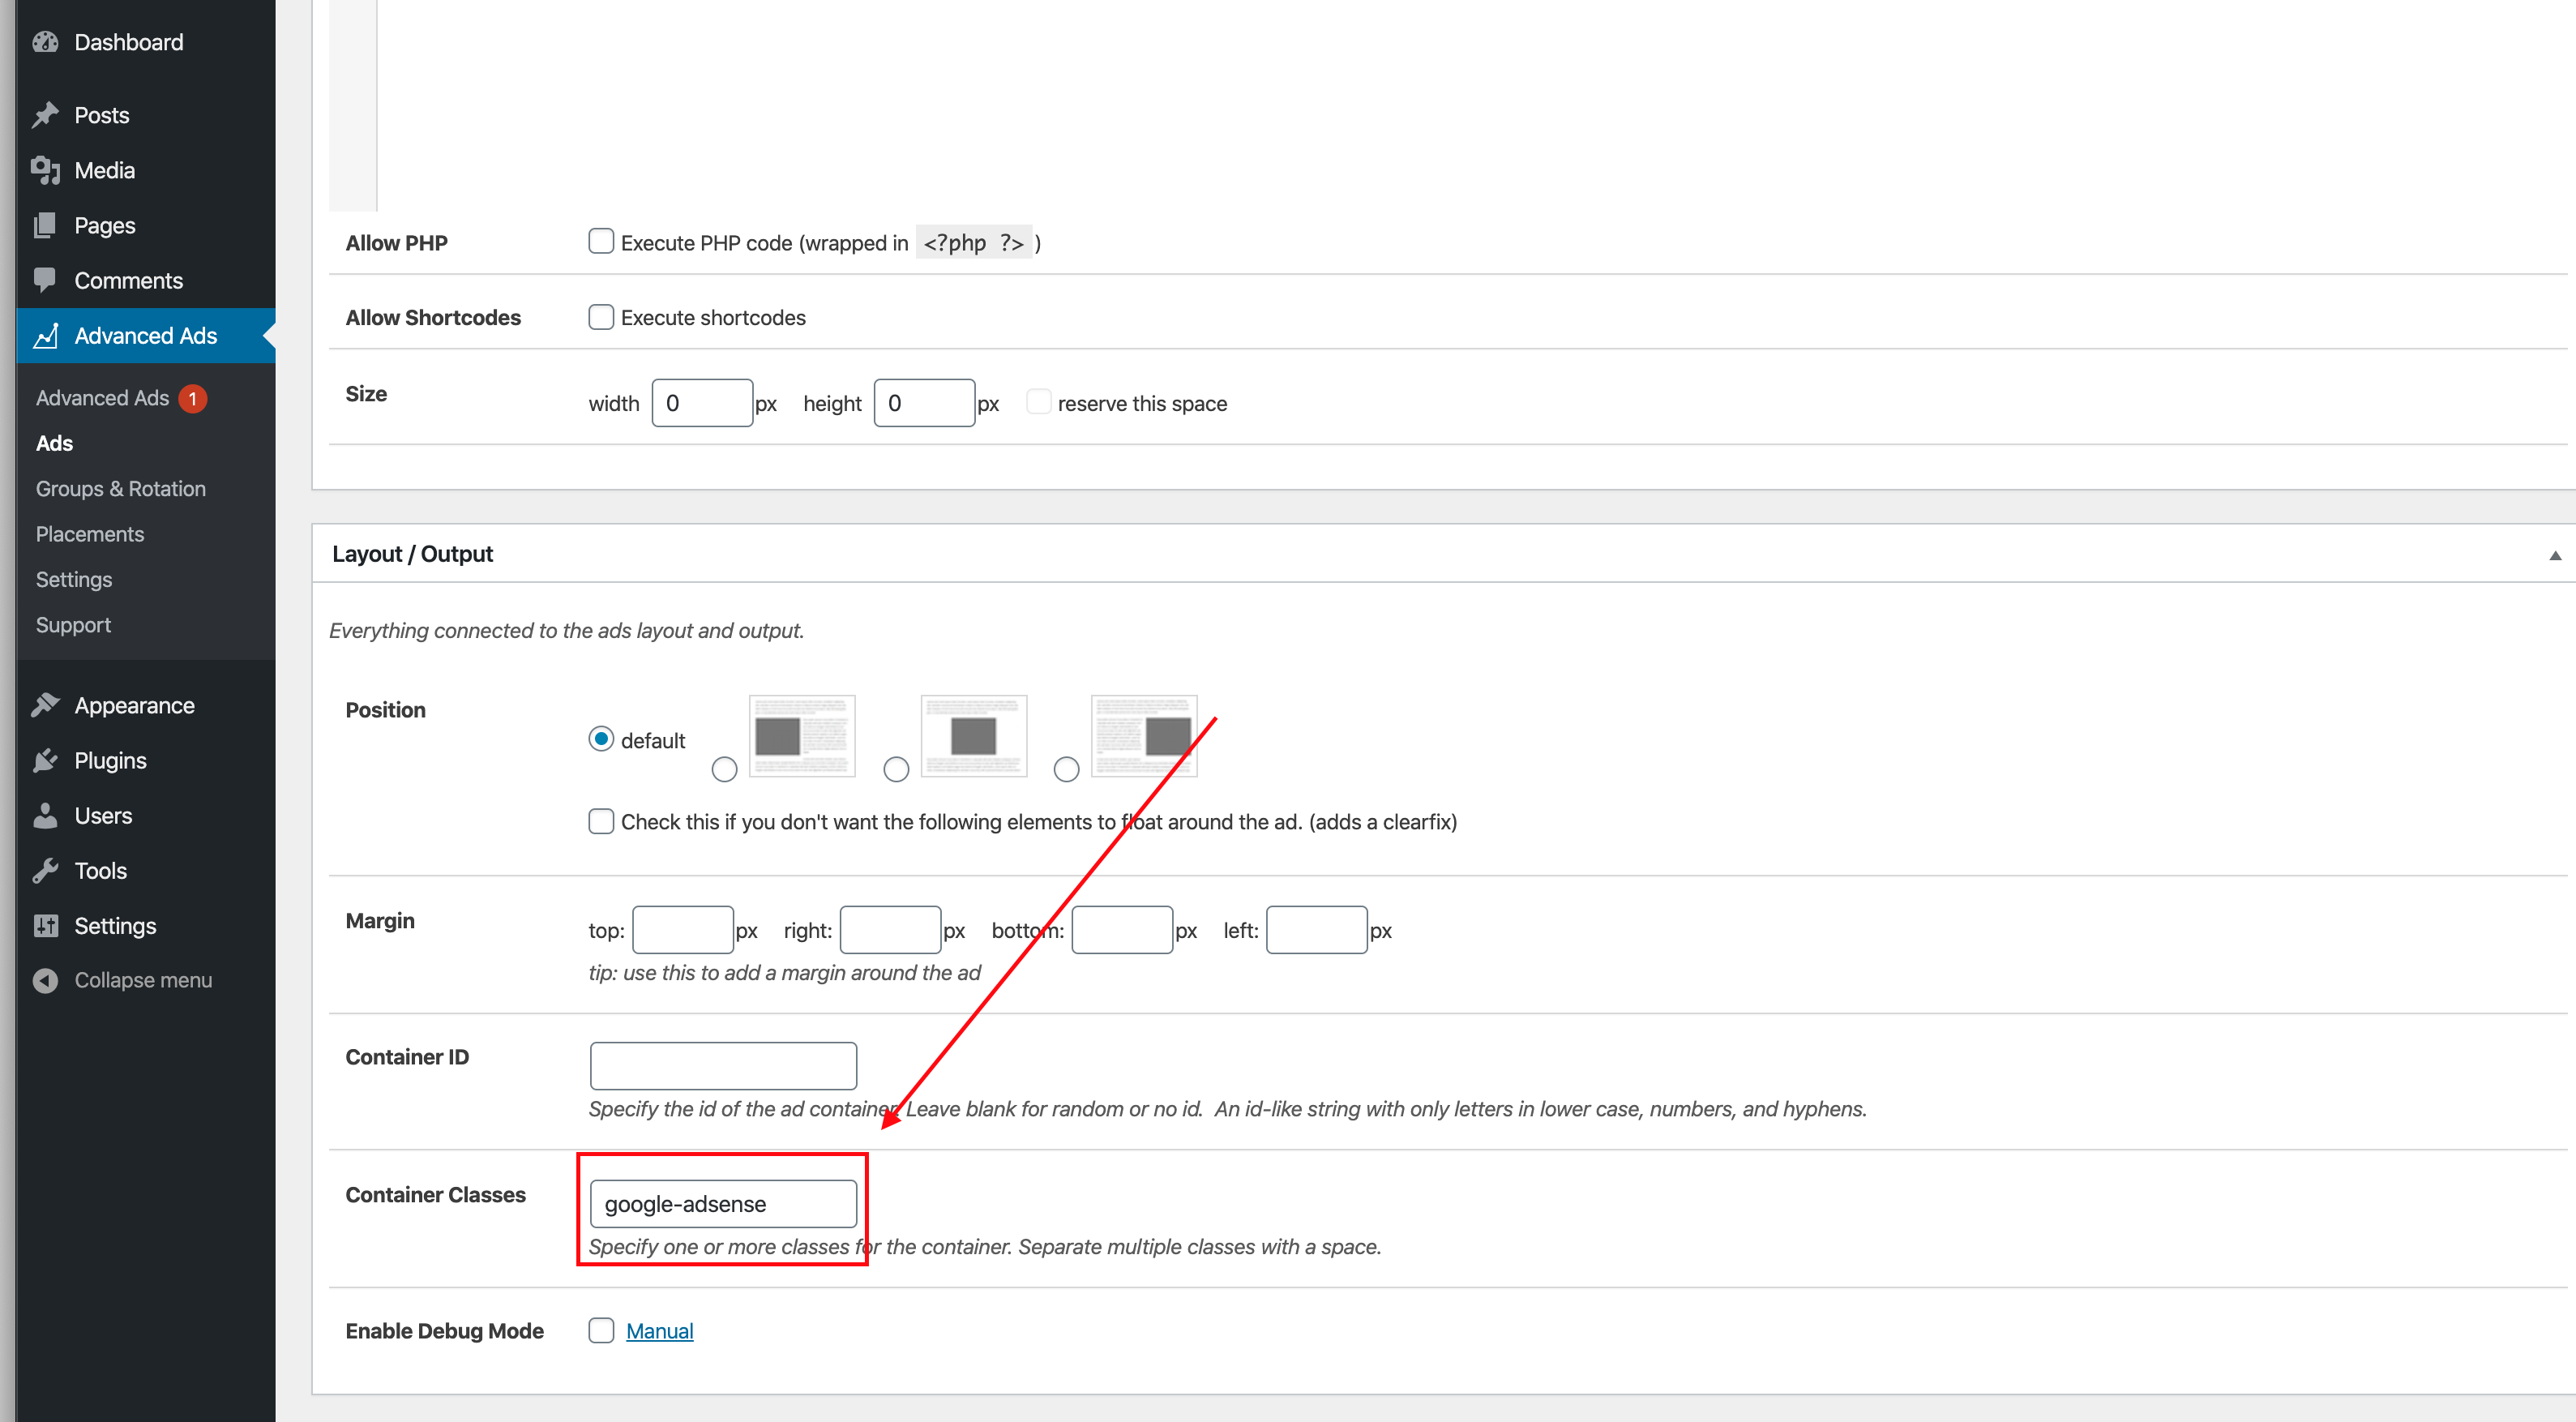 Dashboard
Posts
Media
Pages
Comments
Advanced Ads
Advanced Ads 1
Ads
Groups & Rotation
Placements
Settings
Support
Appearance
Plugins
Users
Tools
Settings
Collapse menu
Allow PHP Execute PHP code (wrapped in <?php ?> )
Allow Shortcodes Execute shortcodes
Size width 0 px height 0 px reserve this space
Layout / Output
Everything connected to the ads layout and output.
Position default
Check this if you don't want the following elements to float around the ad. (adds a clearfix)
Margin top: px right: px bottom: px left: px
tip: use this to add a margin around the ad
Container ID
Specify the id of the ad container. Leave blank for random or no id. An id-like string with only letters in lower case, numbers, and hyphens.
Container Classes google-adsense
Specify one or more classes for the container. Separate multiple classes with a space.
Enable Debug Mode Manual